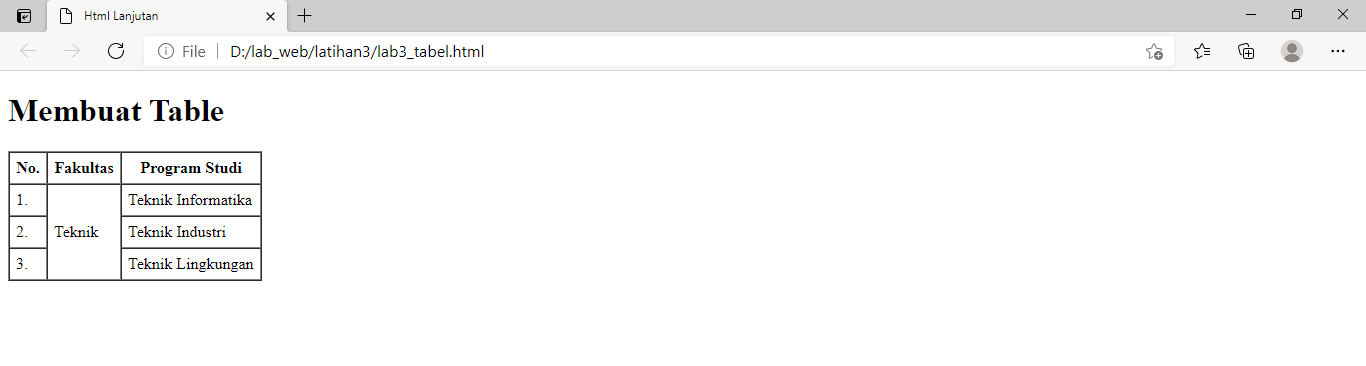 Html Lanjutan
File D:/lab_web/latihan3/lab3_tabel.html
Membuat Table
No. Fakultas Program Studi
1. Teknik Informatika
2. Teknik Teknik Industri
3. Teknik Lingkungan